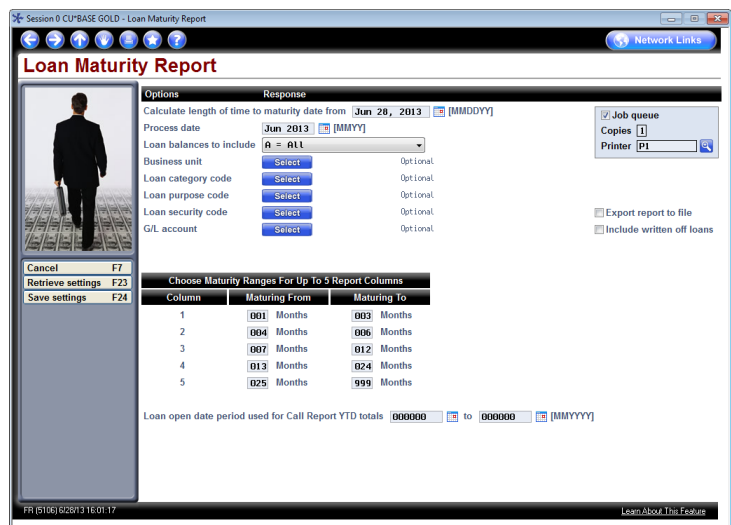 Session 0 CU*BASE GOLD - Loan Maturity Report
Network Links
Loan Maturity Report
Options Response
Calculate length of time to maturity date from Jun 28, 2013 [MMDDYY]
Process date Jun 2013 [MMYY]
Loan balances to include A = All
Business unit Select Optional
Loan category code Select Optional
Loan purpose code Select Optional
Loan security code Select Optional
G/L account Select Optional
Job queue
Copies 1
Printer P1
Export report to file
Include written off loans
Cancel F7
Retrieve settings F23
Save settings F24
Choose Maturity Ranges For Up To 5 Report Columns
Column Maturing From Maturing To
1 001 Months 003 Months
2 004 Months 006 Months
3 007 Months 012 Months
4 013 Months 024 Months
5 025 Months 999 Months
Loan open date period used for Call Report YTD totals 000000 to 000000 [MMYYYY]
FR (5106) 6/28/13 16:01:17
Learn About This Feature